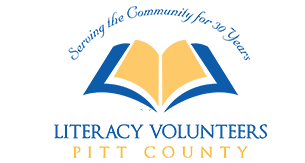 Serving the Community for 30 Years
LITERACY VOLUNTEERS
PITT COUNTY